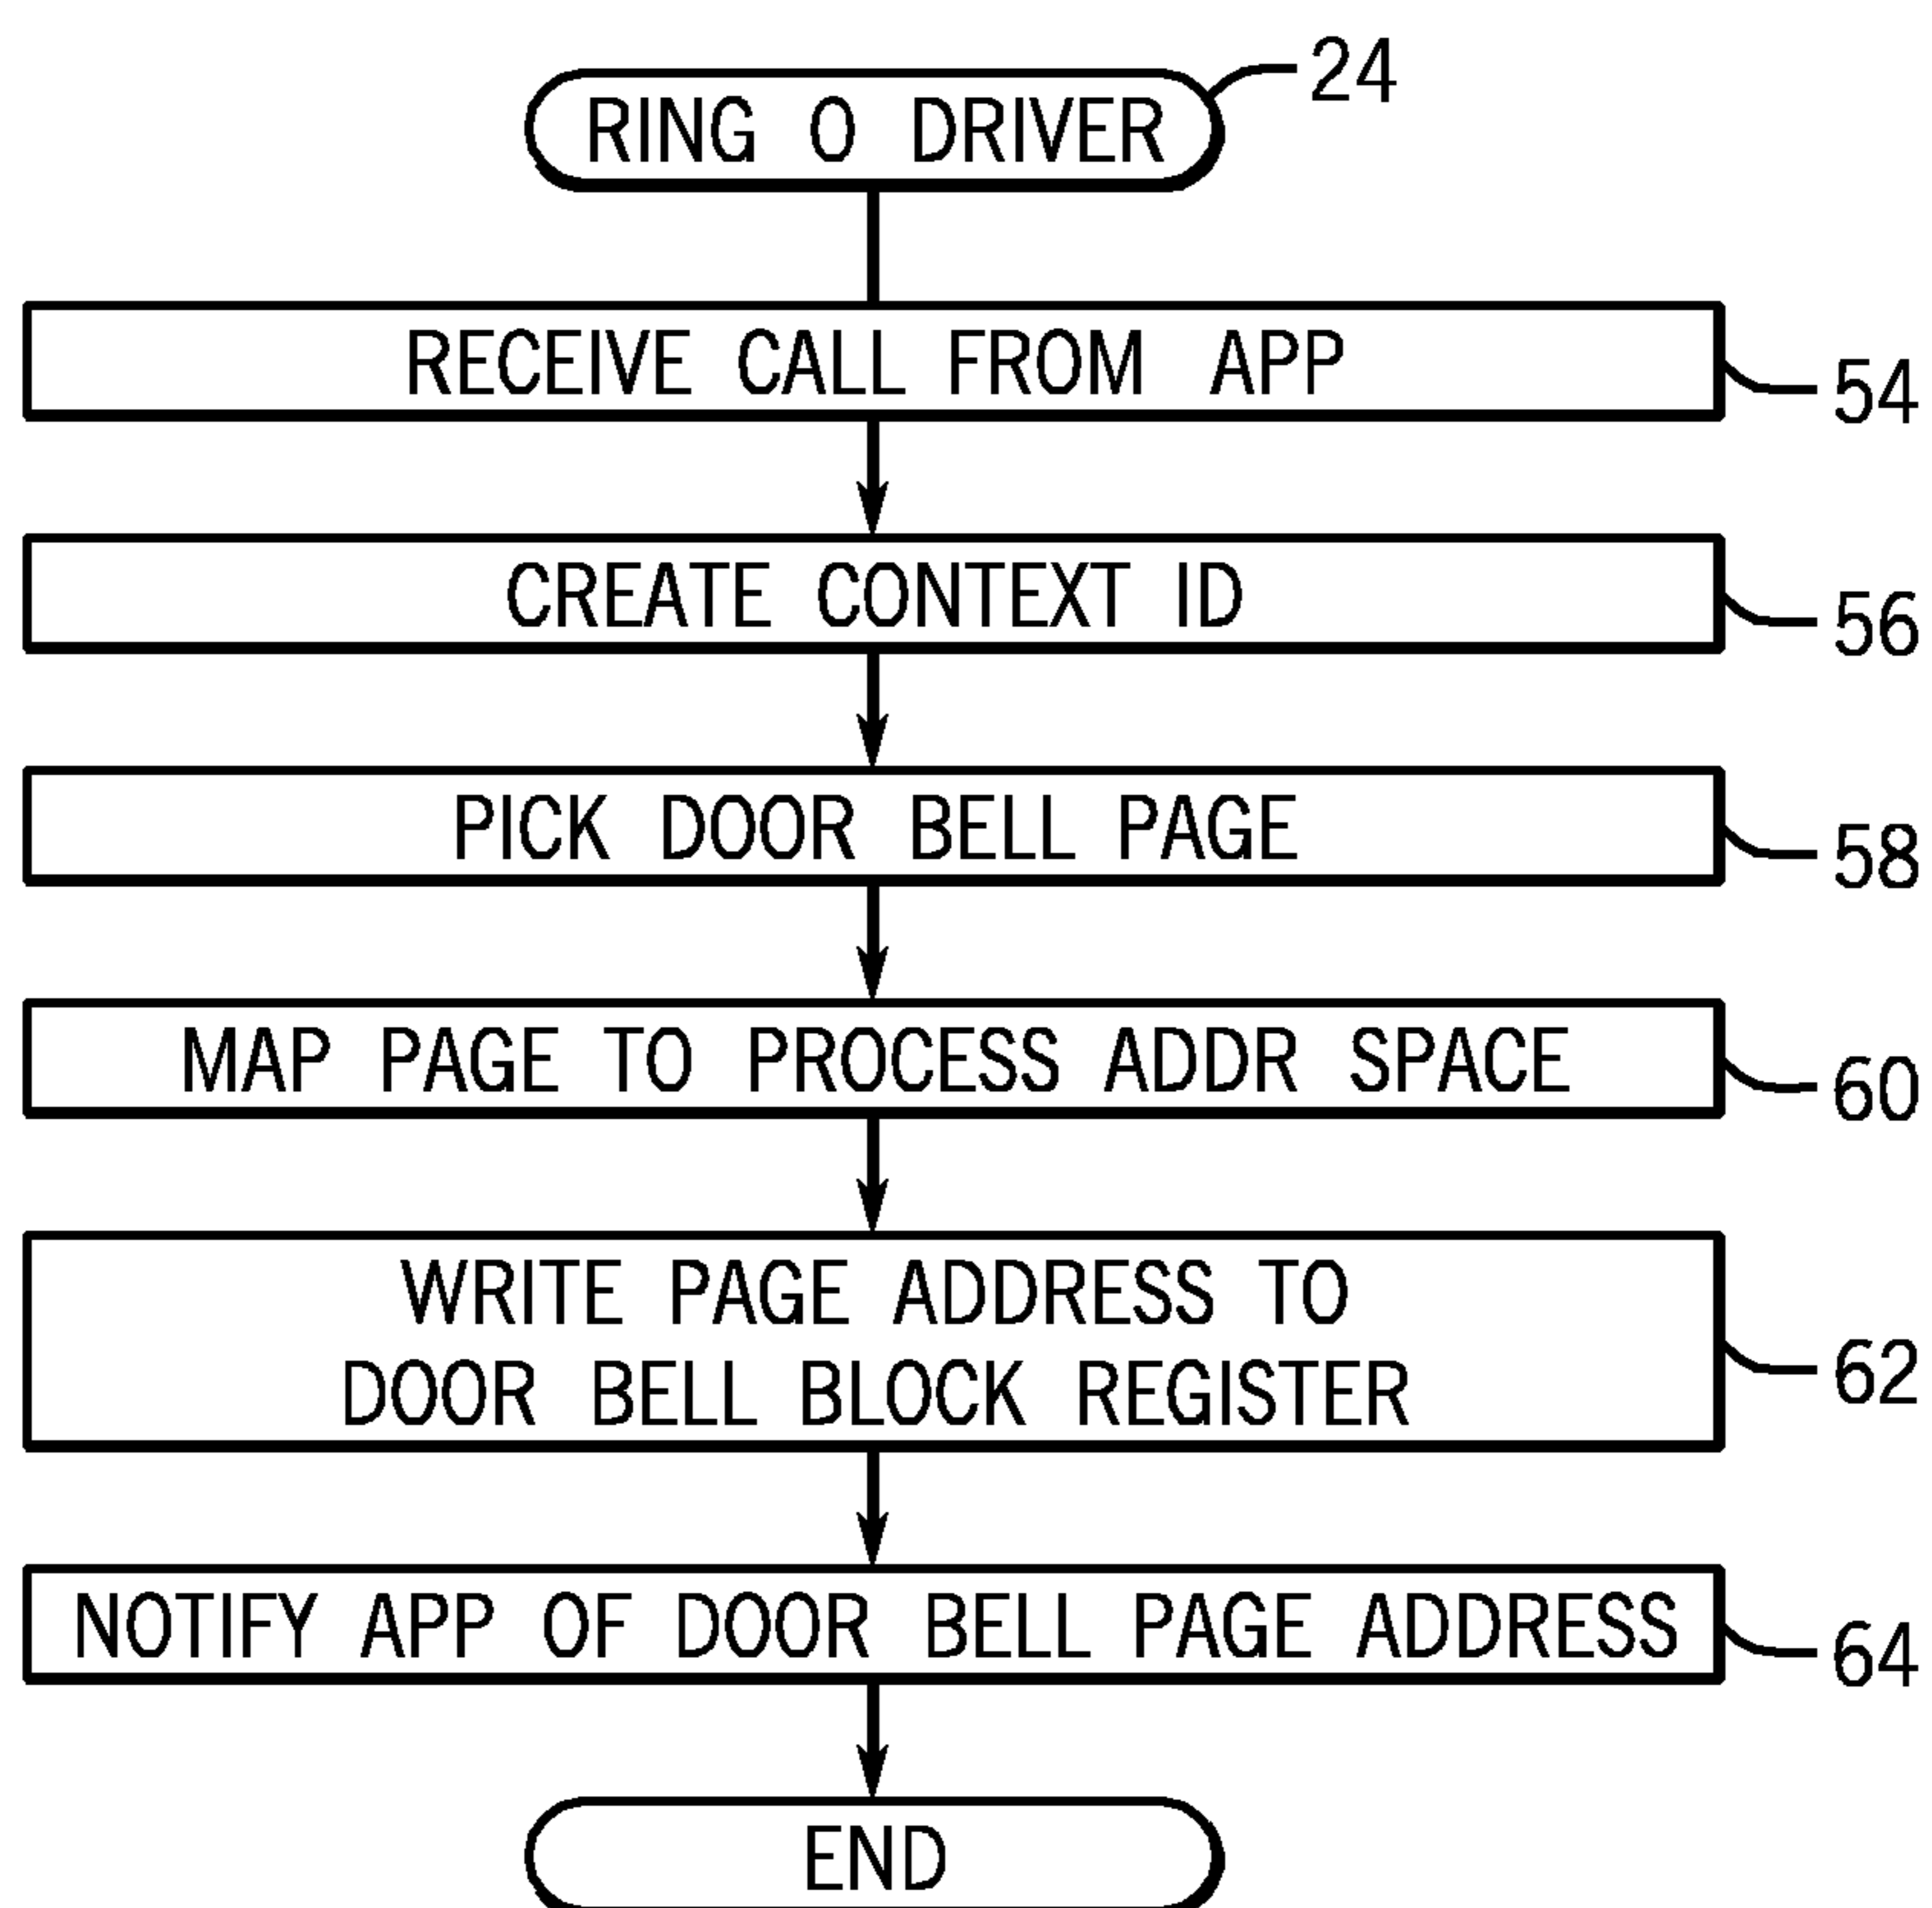 RING O DRIVER
24
RECEIVE CALL FROM APP
54
CREATE CONTEXT ID
56
PICK DOOR BELL PAGE
58
MAP PAGE TO PROCESS ADDR SPACE
60
WRITE PAGE ADDRESS TO
DOOR BELL BLOCK REGISTER
62
NOTIFY APP OF DOOR BELL PAGE ADDRESS
64
END